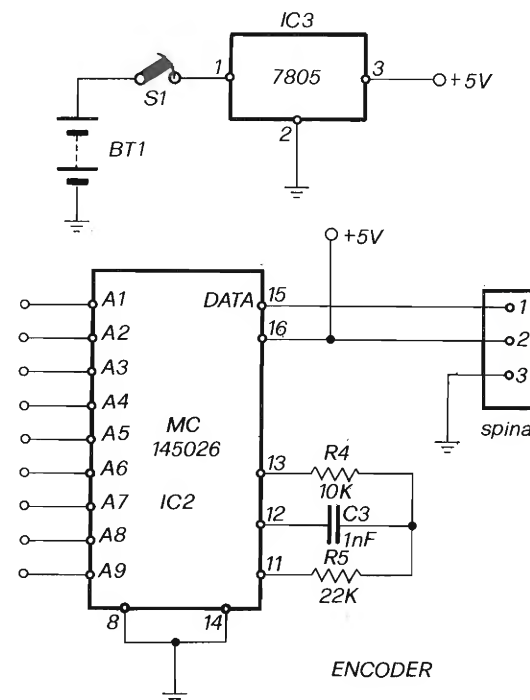 IC3
7805
1
3
+5V
2
S1
BT1
+5V
A1
A2
A3
A4
A5
A6
A7
A8
A9
DATA
15
16
MC
145026
IC2
13
12
11
8
14
R4
10K
C3
1nF
R5
22K
1
2
3
spina
ENCODER